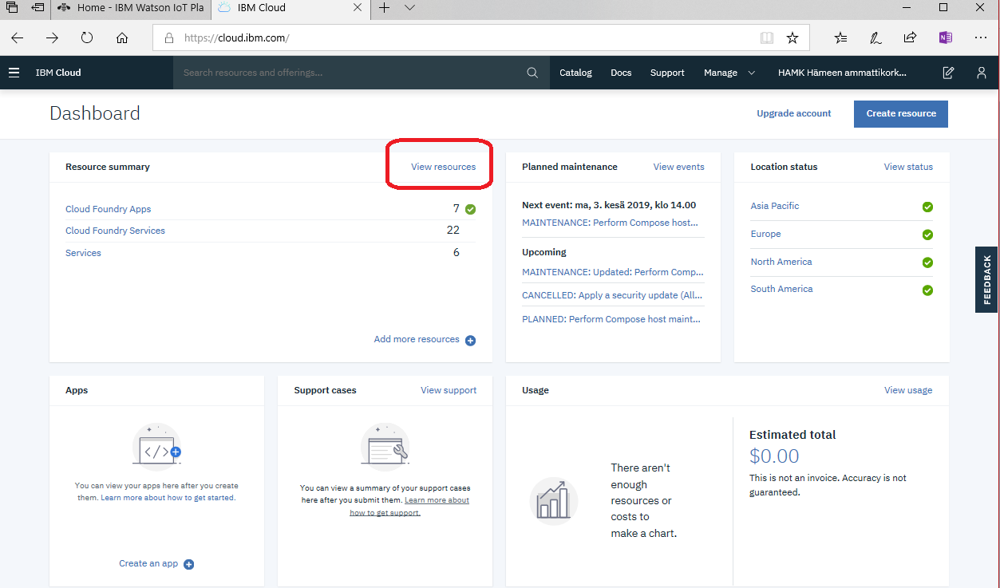 Home - IBM Watson IoT Pla
IBM Cloud
https://cloud.ibm.com/
IBM Cloud
Search resources and offerings...
Catalog
Docs
Support
Manage
HAMK Hämeen ammattikork...
Dashboard
Upgrade account
Create resource
Resource summary
View resources
Cloud Foundry Apps
7
Cloud Foundry Services
22
Services
6
Add more resources
Planned maintenance
View events
Next event: ma, 3. kesä 2019, klo 14.00
MAINTENANCE: Perform Compose host...
Upcoming
MAINTENANCE: Updated: Perform Comp...
CANCELLED: Apply a security update (All...
PLANNED: Perform Compose host maint...
Location status
View status
Asia Pacific
Europe
North America
South America
FEEDBACK
Apps
You can view your apps here after you create
them. Learn more about how to get started.
Create an app
Support cases
View support
You can view a summary of your support cases
here after you submit them. Learn more about
how to get support.
Usage
View usage
There aren't
enough
resources or
costs to
make a chart.
Estimated total
$0.00
This is not an invoice. Accuracy is not
guaranteed.